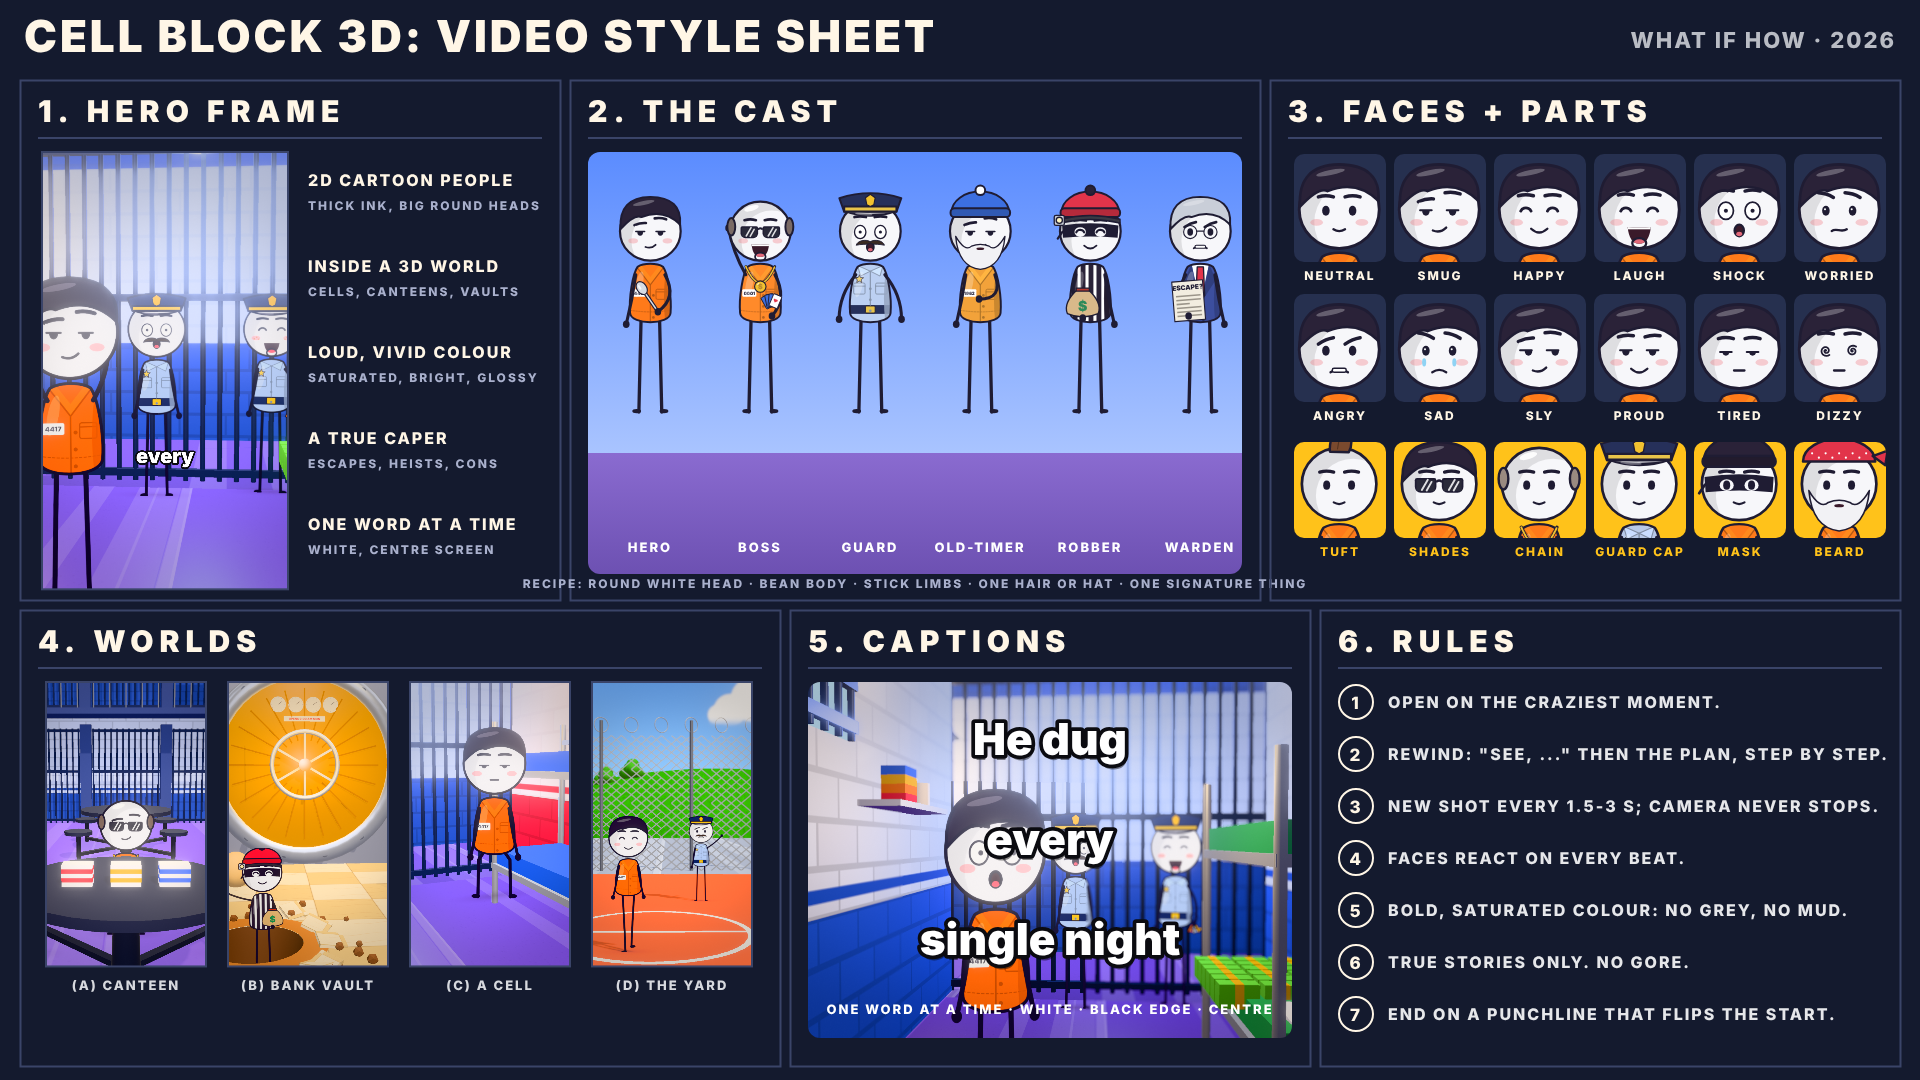 CELL BLOCK 3D: VIDEO STYLE SHEET
WHAT IF HOW · 2026
1. HERO FRAME
4417
every
2D CARTOON PEOPLE
THICK INK, BIG ROUND HEADS
INSIDE A 3D WORLD
CELLS, CANTEENS, VAULTS
LOUD, VIVID COLOUR
SATURATED, BRIGHT, GLOSSY
A TRUE CAPER
ESCAPES, HEISTS, CONS
ONE WORD AT A TIME
WHITE, CENTRE SCREEN
2. THE CAST
0001
$
ESCAPE?
HERO
BOSS
GUARD
OLD-TIMER
ROBBER
WARDEN
RECIPE: ROUND WHITE HEAD · BEAN BODY · STICK LIMBS · ONE HAIR OR HAT · ONE SIGNATURE THING
3. FACES + PARTS
NEUTRAL
SMUG
HAPPY
LAUGH
SHOCK
WORRIED
ANGRY
SAD
SLY
PROUD
TIRED
DIZZY
TUFT
SHADES
CHAIN
GUARD CAP
MASK
BEARD
4. WORLDS
$
(A) CANTEEN
(B) BANK VAULT
(C) A CELL
(D) THE YARD
5. CAPTIONS
He dug
every
single night
ONE WORD AT A TIME · WHITE · BLACK EDGE · CENTRE
6. RULES
1 OPEN ON THE CRAZIEST MOMENT.
2 REWIND: "SEE, ..." THEN THE PLAN, STEP BY STEP.
3 NEW SHOT EVERY 1.5-3 S; CAMERA NEVER STOPS.
4 FACES REACT ON EVERY BEAT.
5 BOLD, SATURATED COLOUR: NO GREY, NO MUD.
6 TRUE STORIES ONLY. NO GORE.
7 END ON A PUNCHLINE THAT FLIPS THE START.